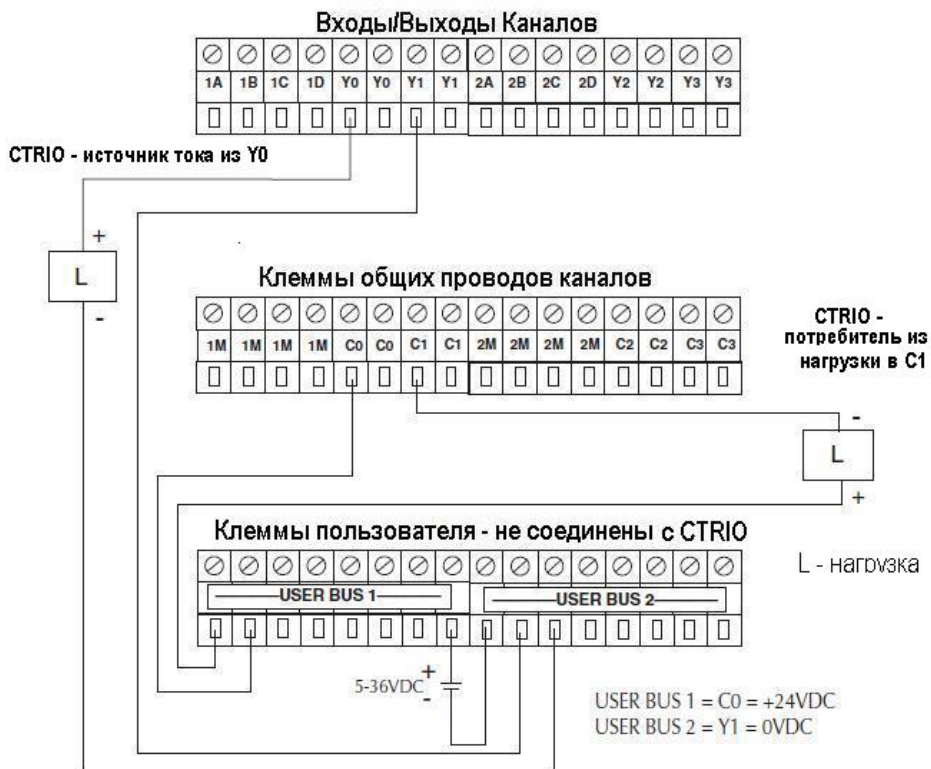 Входы/Выходы Каналов
1A 1B 1C 1D Y0 Y0 Y1 Y1 2A 2B 2C 2D Y2 Y2 Y3 Y3
CTRIO - источник тока из Y0
+
L
-
Клеммы общих проводов каналов
1M 1M 1M 1M C0 C0 C1 C1 2M 2M 2M 2M C2 C2 C3 C3
CTRIO -
потребитель из
нагрузки в C1
-
L
+
Клеммы пользователя - не соединены с CTRIO
L - нагрузка
USER BUS 1 USER BUS 2
5-36VDC
+
-
USER BUS 1 = C0 = +24VDC
USER BUS 2 = Y1 = 0VDC